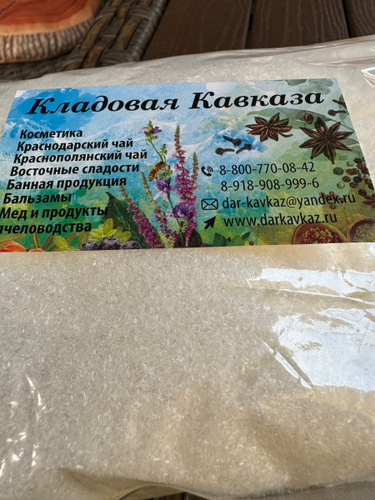 Кладовая Кавказа
Косметика
Краснодарский чай
Краснополянский чай
Восточные сладости
Банная продукция
Бальзамы
Мед и продукты
пчеловодства
8-800-770-08-42
8-918-908-999-6
dar-kavkaz@yandex.ru
www.darkavkaz.ru